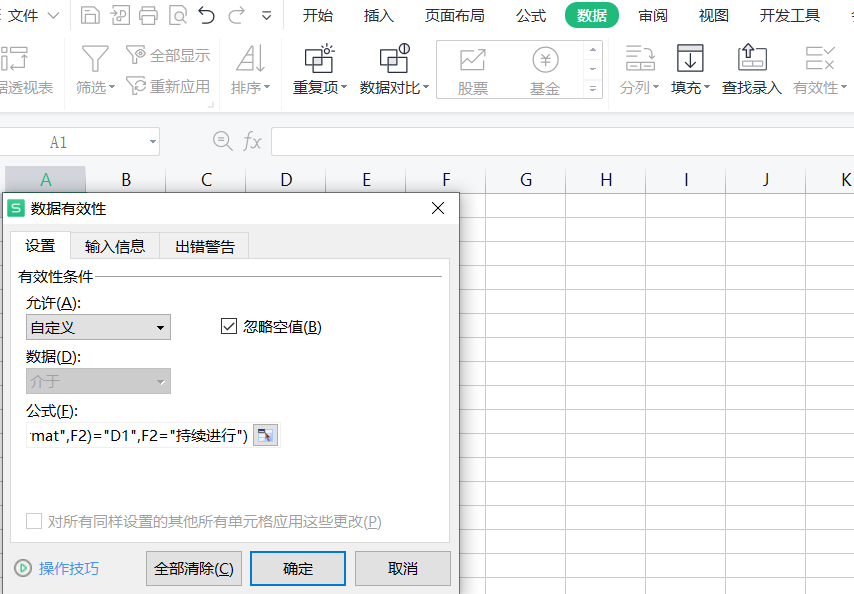 文件 开始 插入 页面布局 公式 数据 审阅 视图 开发工具
据透视表 筛选 全部显示 重新应用 排序 重复项 数据对比 股票 基金 分列 填充 查找录入 有效性
A1 fx
A B C D E F G H I J K
S 数据有效性
设置 输入信息 出错警告
有效性条件
允许(A):
自定义 忽略空值(B)
数据(D):
介于
公式(F):
mat",F2)="D1",F2="持续进行")
对所有同样设置的其他所有单元格应用这些更改(P)
操作技巧 全部清除(C) 确定 取消